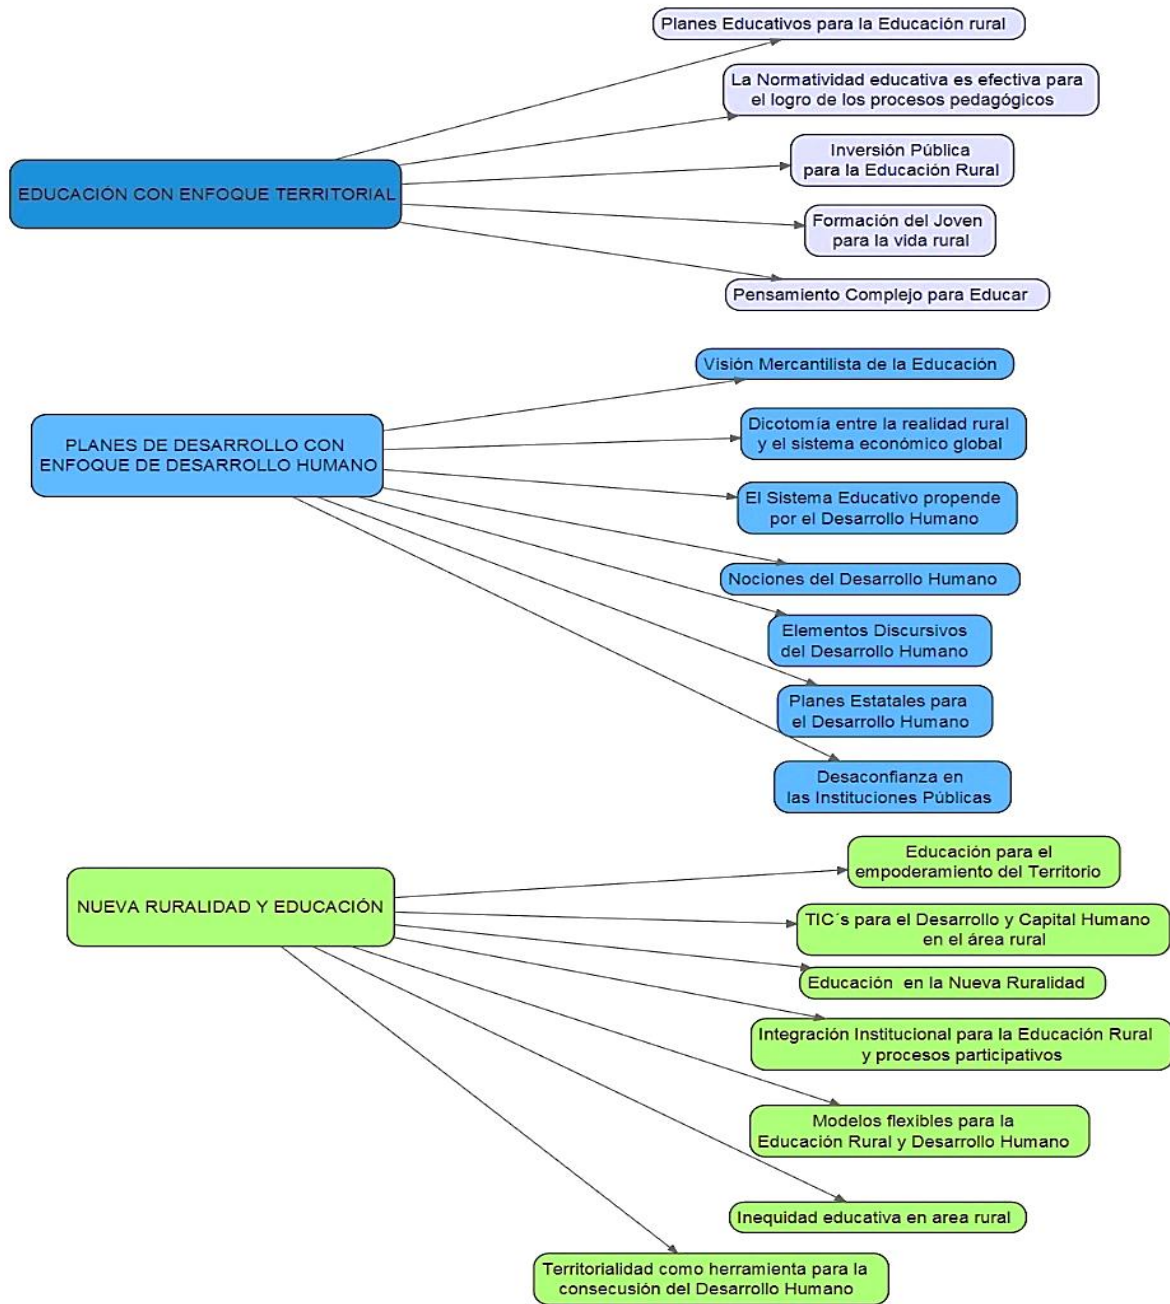 Planes Educativos para la Educación rural
La Normatividad educativa es efectiva para
el logro de los procesos pedagógicos
Inversión Pública
para la Educación Rural
EDUCACIÓN CON ENFOQUE TERRITORIAL
Formación del Joven
para la vida rural
Pensamiento Complejo para Educar
Visión Mercantilista de la Educación
Dicotomía entre la realidad rural
y el sistema económico global
PLANES DE DESARROLLO CON
ENFOQUE DE DESARROLLO HUMANO
El Sistema Educativo propende
por el Desarrollo Humano
Nociones del Desarrollo Humano
Elementos Discursivos
del Desarrollo Humano
Planes Estatales para
el Desarrollo Humano
Desaconfianza en
las Instituciones Públicas
Educación para el
empoderamiento del Territorio
NUEVA RURALIDAD Y EDUCACIÓN
TIC´s para el Desarrollo y Capital Humano
en el área rural
Educación en la Nueva Ruralidad
Integración Institucional para la Educación Rural
y procesos participativos
Modelos flexibles para la
Educación Rural y Desarrollo Humano
Inequidad educativa en area rural
Territorialidad como herramienta para la
consecusión del Desarrollo Humano